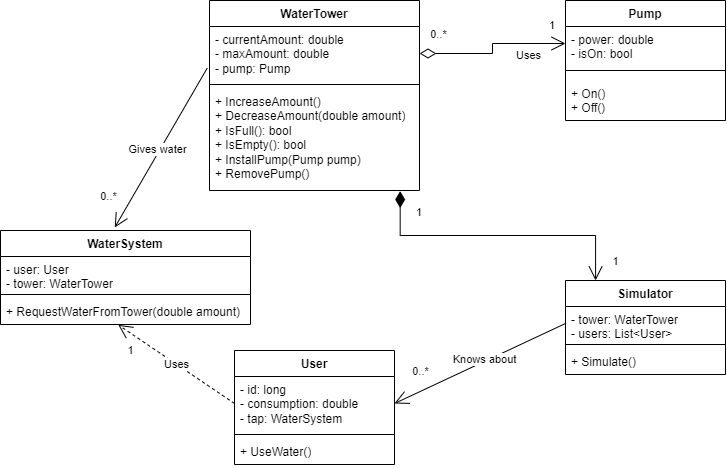 WaterTower
- currentAmount: double
- maxAmount: double
- pump: Pump
+ IncreaseAmount()
+ DecreaseAmount(double amount)
+ IsFull(): bool
+ IsEmpty(): bool
+ InstallPump(Pump pump)
+ RemovePump()
0..*
1
Uses
Pump
- power: double
- isOn: bool
+ On()
+ Off()
Gives water
0..*
1
1
WaterSystem
- user: User
- tower: WaterTower
+ RequestWaterFromTower(double amount)
Simulator
- tower: WaterTower
- users: List<User>
+ Simulate()
1
Uses
Knows about
0..*
User
- id: long
- consumption: double
- tap: WaterSystem
+ UseWater()